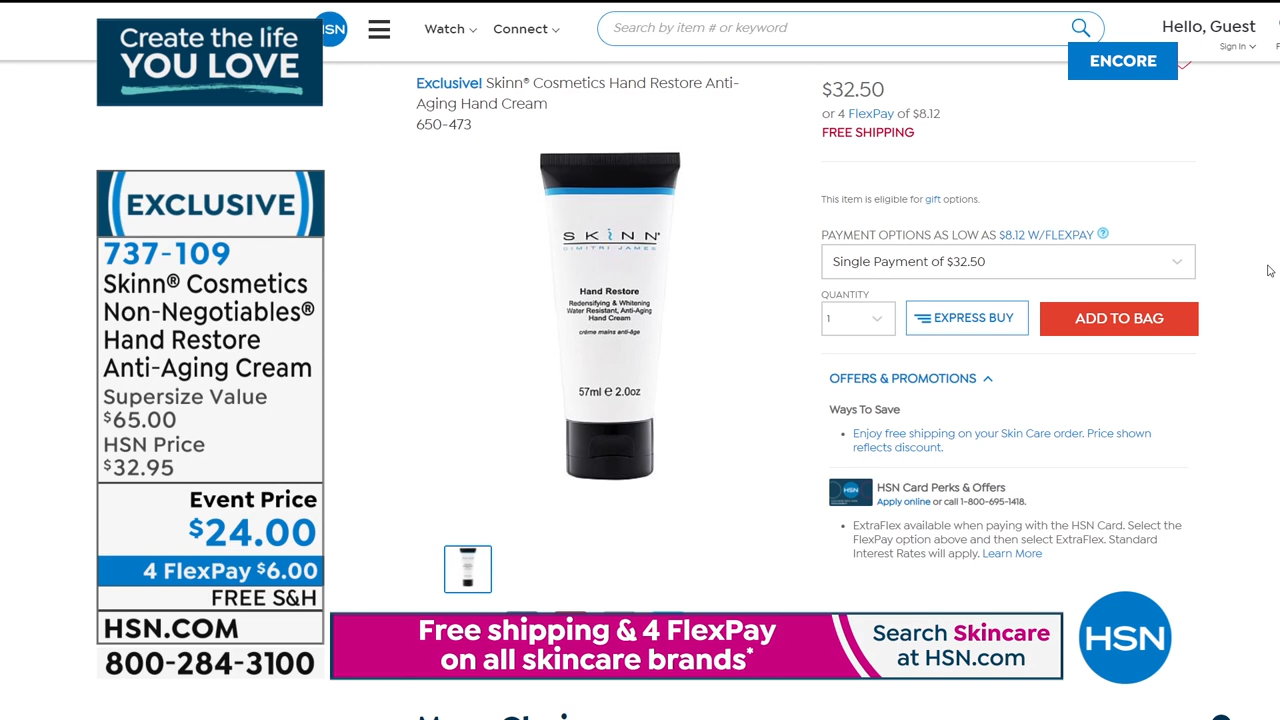 Create the life
YOU LOVE
HSN
Watch
Connect
Search by item # or keyword
Hello, Guest
Sign In
ENCORE
Exclusive! Skinn® Cosmetics Hand Restore Anti-
Aging Hand Cream
650-473
$32.50
or 4 FlexPay of $8.12
FREE SHIPPING
This item is eligible for gift options.
PAYMENT OPTIONS AS LOW AS $8.12 W/FLEXPAY ?
Single Payment of $32.50
QUANTITY
1
EXPRESS BUY
ADD TO BAG
OFFERS & PROMOTIONS
Ways To Save
• Enjoy free shipping on your Skin Care order. Price shown
reflects discount.
HSN
HSN Card Perks & Offers
Apply online or call 1-800-695-1418.
• ExtraFlex available when paying with the HSN Card. Select the
FlexPay option above and then select ExtraFlex. Standard
Interest Rates will apply. Learn More
SKiNN®
DIMITRI JAMES
Hand Restore
Redensifying & Whitening
Water Resistant, Anti-Aging
Hand Cream
crème mains anti-âge
57ml e 2.0oz
EXCLUSIVE
737-109
Skinn® Cosmetics
Non-Negotiables®
Hand Restore
Anti-Aging Cream
Supersize Value
$65.00
HSN Price
$32.95
Event Price
$24.00
4 FlexPay $6.00
FREE S&H
HSN.COM
800-284-3100
Free shipping & 4 FlexPay
on all skincare brands*
Search Skincare
at HSN.com
HSN